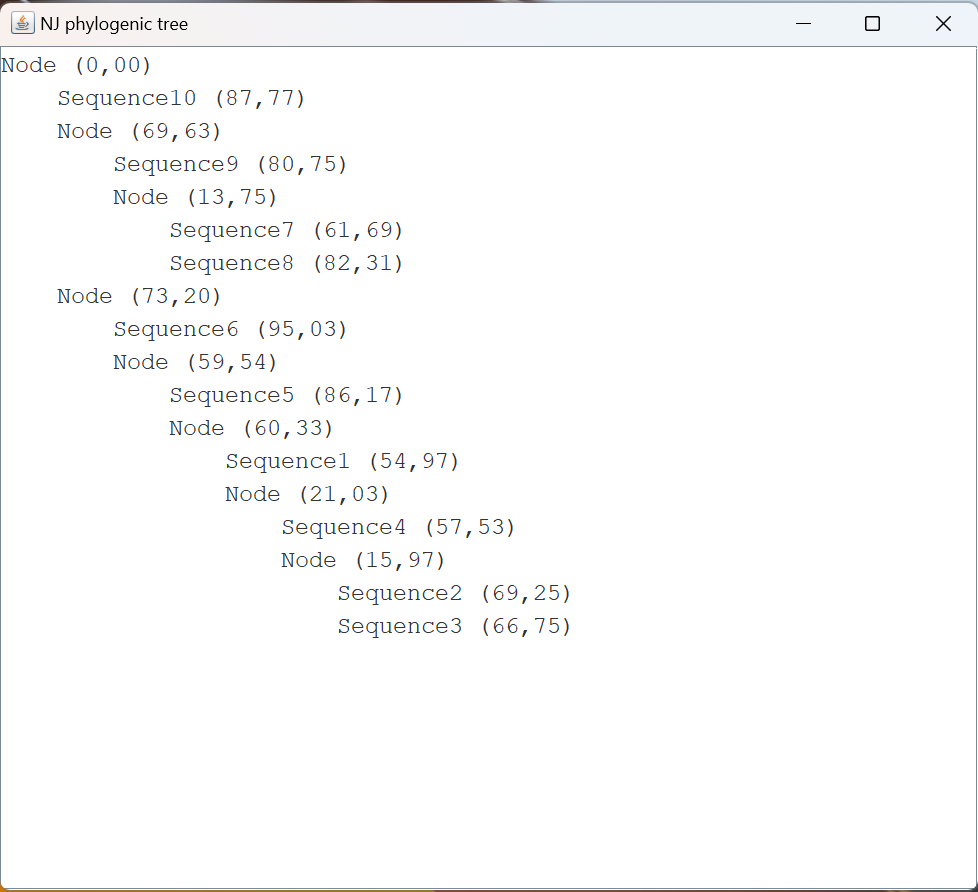 NJ phylogenic tree
Node (0,00)
    Sequence10 (87,77)
    Node (69,63)
        Sequence9 (80,75)
        Node (13,75)
            Sequence7 (61,69)
            Sequence8 (82,31)
    Node (73,20)
        Sequence6 (95,03)
        Node (59,54)
            Sequence5 (86,17)
            Node (60,33)
                Sequence1 (54,97)
                Node (21,03)
                    Sequence4 (57,53)
                    Node (15,97)
                        Sequence2 (69,25)
                        Sequence3 (66,75)